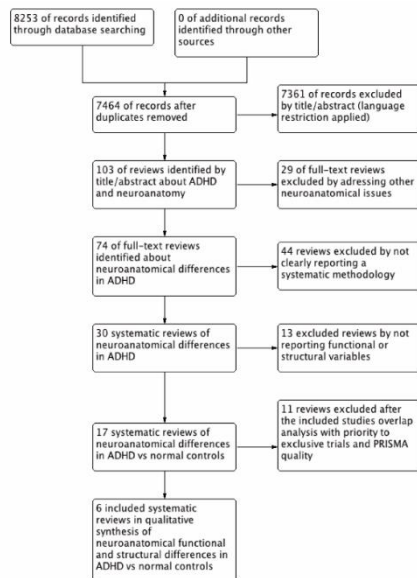 8253 of records identified
through database searching
0 of additional records
identified through other
sources
7464 of records after
duplicates removed
7361 of records excluded
by title/abstract (language
restriction applied)
103 of reviews identified by
title/abstract about ADHD
and neuroanatomy
29 of full-text reviews
excluded by adressing other
neuroanatomical issues
74 of full-text reviews
identified about
neuroanatomical differences
in ADHD
44 reviews excluded by not
clearly reporting a
systematic methodology
30 systematic reviews of
neuroanatomical differences
in ADHD
13 excluded reviews by not
reporting functional or
structural variables
17 systematic reviews of
neuroanatomical differences
in ADHD vs normal controls
11 reviews excluded after
the included studies overlap
analysis with priority to
exclusive trials and PRISMA
quality
6 included systematic
reviews in qualitative
synthesis of
neuroanatomical functional
and structural differences in
ADHD vs normal controls